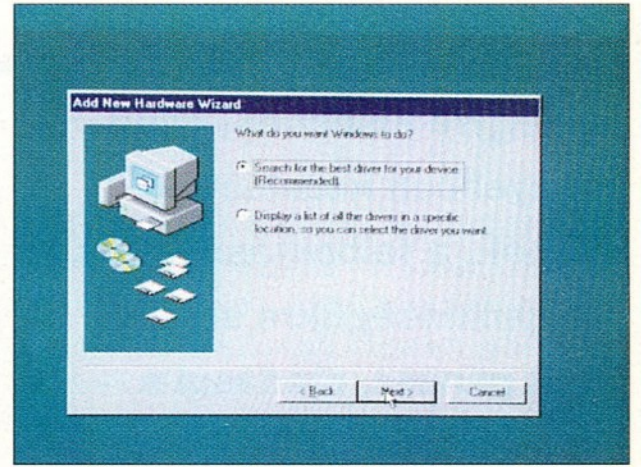 Add New Hardware Wizard
What do you want Windows to do?
Search for the best driver for your device.
(Recommended).
Display a list of all the drivers in a specific
location, so you can select the driver you want.
< Back
Next >
Cancel